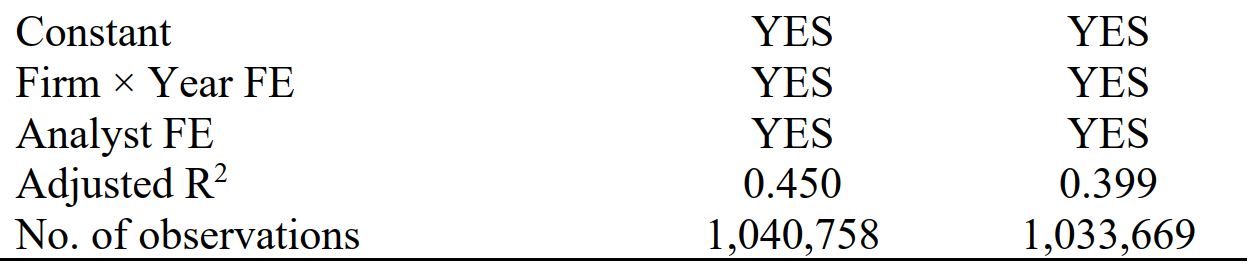 Constant YES YES
Firm × Year FE YES YES
Analyst FE YES YES
Adjusted R² 0.450 0.399
No. of observations 1,040,758 1,033,669